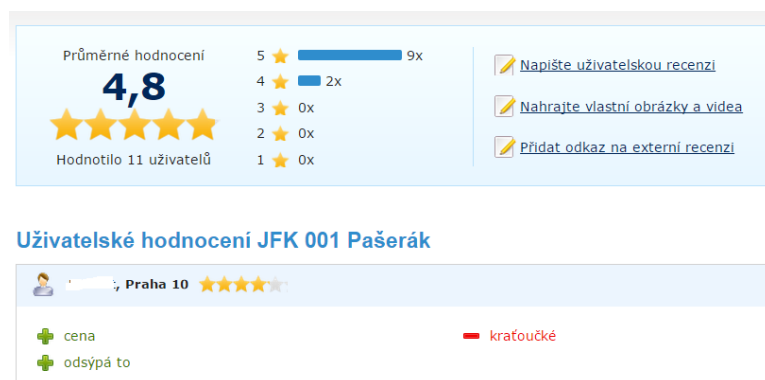 Průměrné hodnocení
4,8
Hodnotilo 11 uživatelů
5 9x
4 2x
3 0x
2 0x
1 0x
Napište uživatelskou recenzi
Nahrajte vlastní obrázky a videa
Přidat odkaz na externí recenzi
Uživatelské hodnocení JFK 001 Pašerák
, Praha 10
cena
odsýpá to
kraťoučké